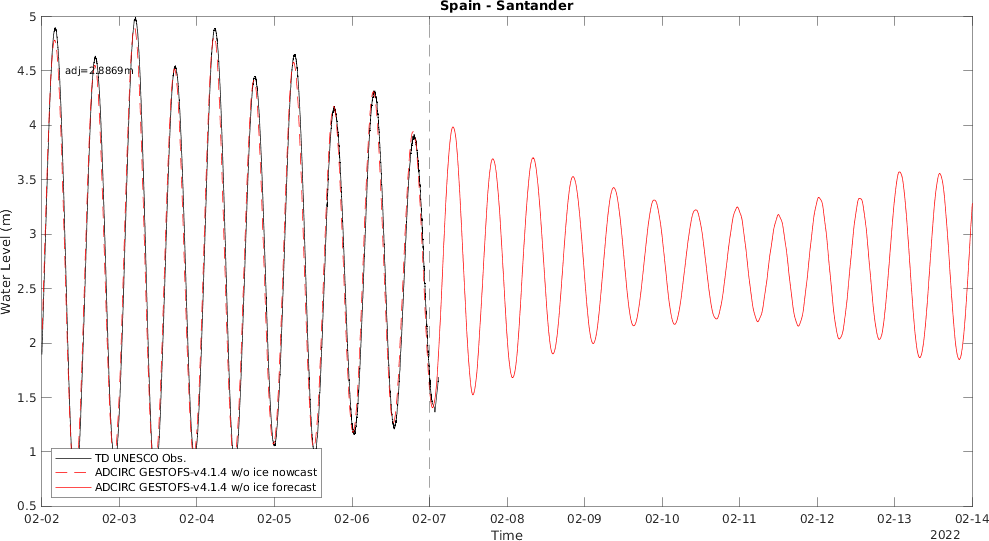 Spain - Santander
5
4.5
4
3.5
3
2.5
2
1.5
1
0.5
Water Level (m)
adj=2.8869m
TD UNESCO Obs.
ADCIRC GESTOFS-v4.1.4 w/o ice nowcast
ADCIRC GESTOFS-v4.1.4 w/o ice forecast
02-02 02-03 02-04 02-05 02-06 02-07 02-08 02-09 02-10 02-11 02-12 02-13 02-14
Time
2022